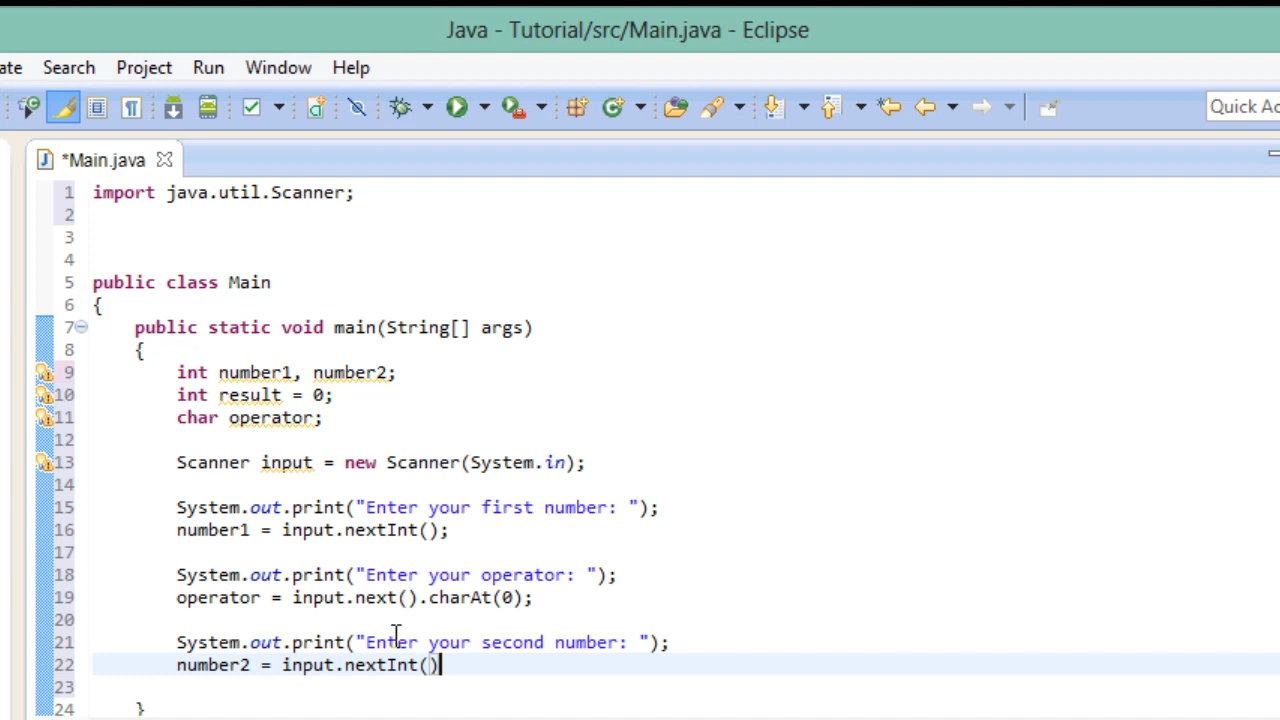 Java - Tutorial/src/Main.java - Eclipse
ate Search Project Run Window Help
Quick Ac
*Main.java
1 import java.util.Scanner;
2
3
4
5 public class Main
6 {
7 public static void main(String[] args)
8 {
9 int number1, number2;
10 int result = 0;
11 char operator;
12
13 Scanner input = new Scanner(System.in);
14
15 System.out.print("Enter your first number: ");
16 number1 = input.nextInt();
17
18 System.out.print("Enter your operator: ");
19 operator = input.next().charAt(0);
20
21 System.out.print("Enter your second number: ");
22 number2 = input.nextInt()
23
24 }